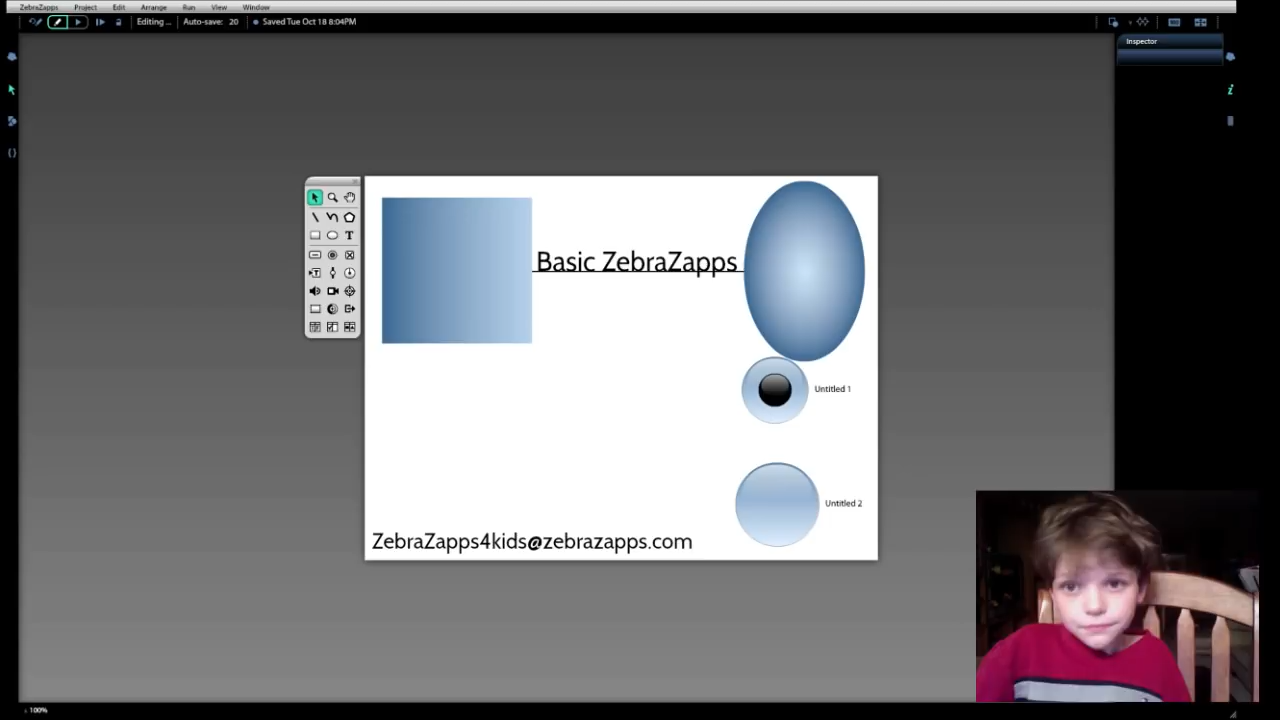 ZebraZapps Project Edit Arrange Run View Window
Editing ... Auto-save: 20 Saved Tue Oct 18 8:04PM
Inspector
Basic ZebraZapps
Untitled 1
Untitled 2
ZebraZapps4kids@zebrazapps.com
100%